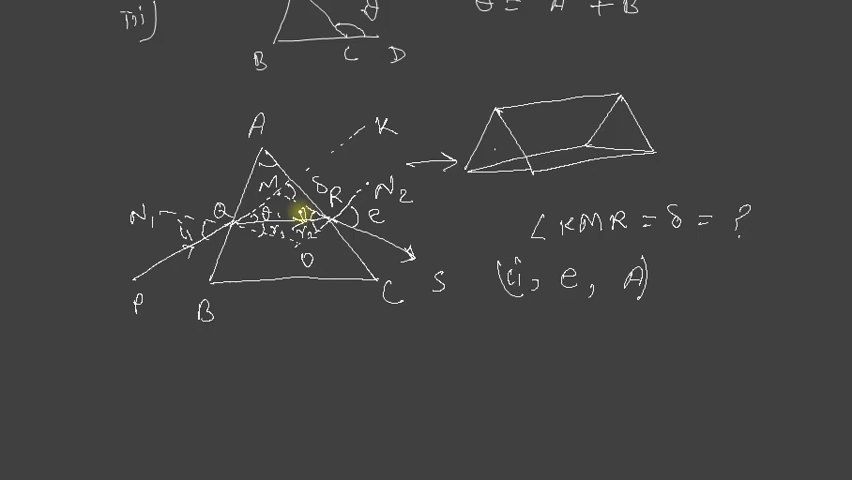 iii)
θ = A + B
B C D
A
K
M δ
R N2
N1
Q
i
θ
e
r1 r2
∠KMR = δ = ?
O
P
B
C
S
(i, e, A)